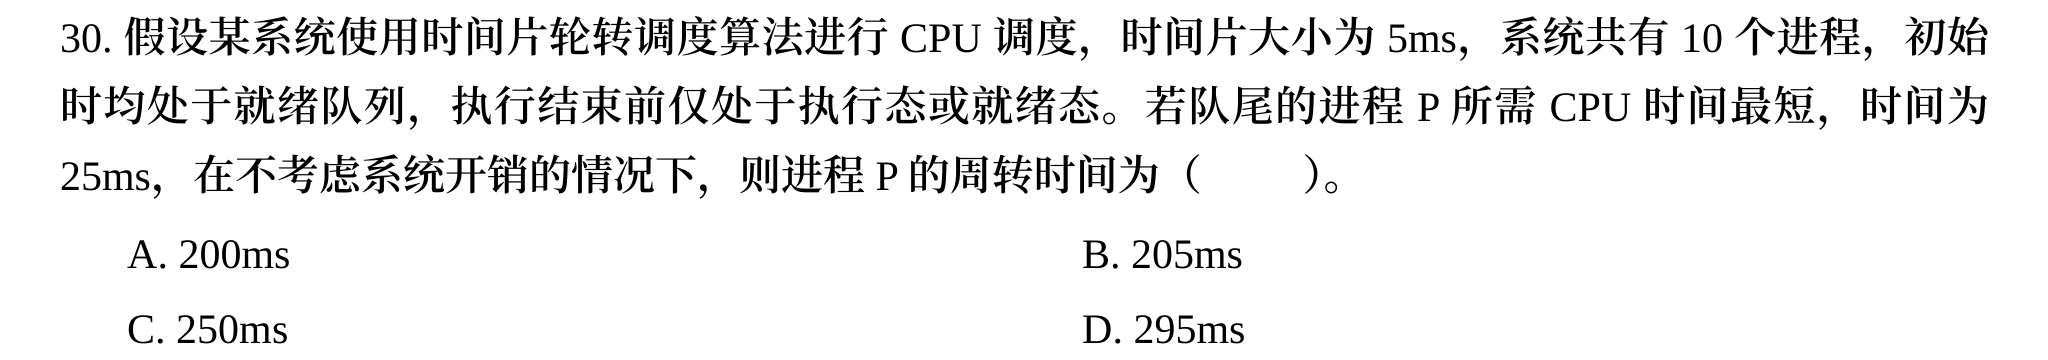 30. 假设某系统使用时间片轮转调度算法进行 CPU 调度，时间片大小为 5ms，系统共有 10 个进程，初始
时均处于就绪队列，执行结束前仅处于执行态或就绪态。若队尾的进程 P 所需 CPU 时间最短，时间为
25ms，在不考虑系统开销的情况下，则进程 P 的周转时间为（　　）。
A. 200ms
B. 205ms
C. 250ms
D. 295ms